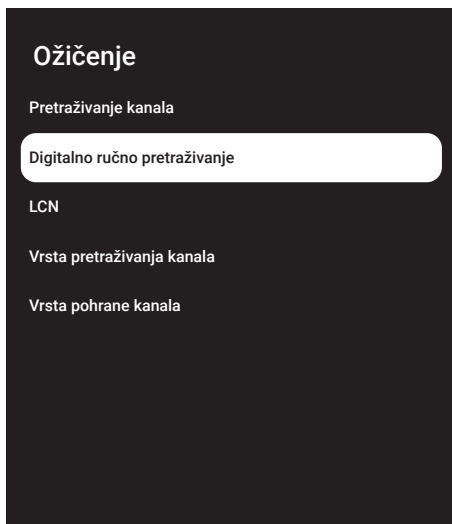 Ožičenje
Pretraživanje kanala
Digitalno ručno pretraživanje
LCN
Vrsta pretraživanja kanala
Vrsta pohrane kanala